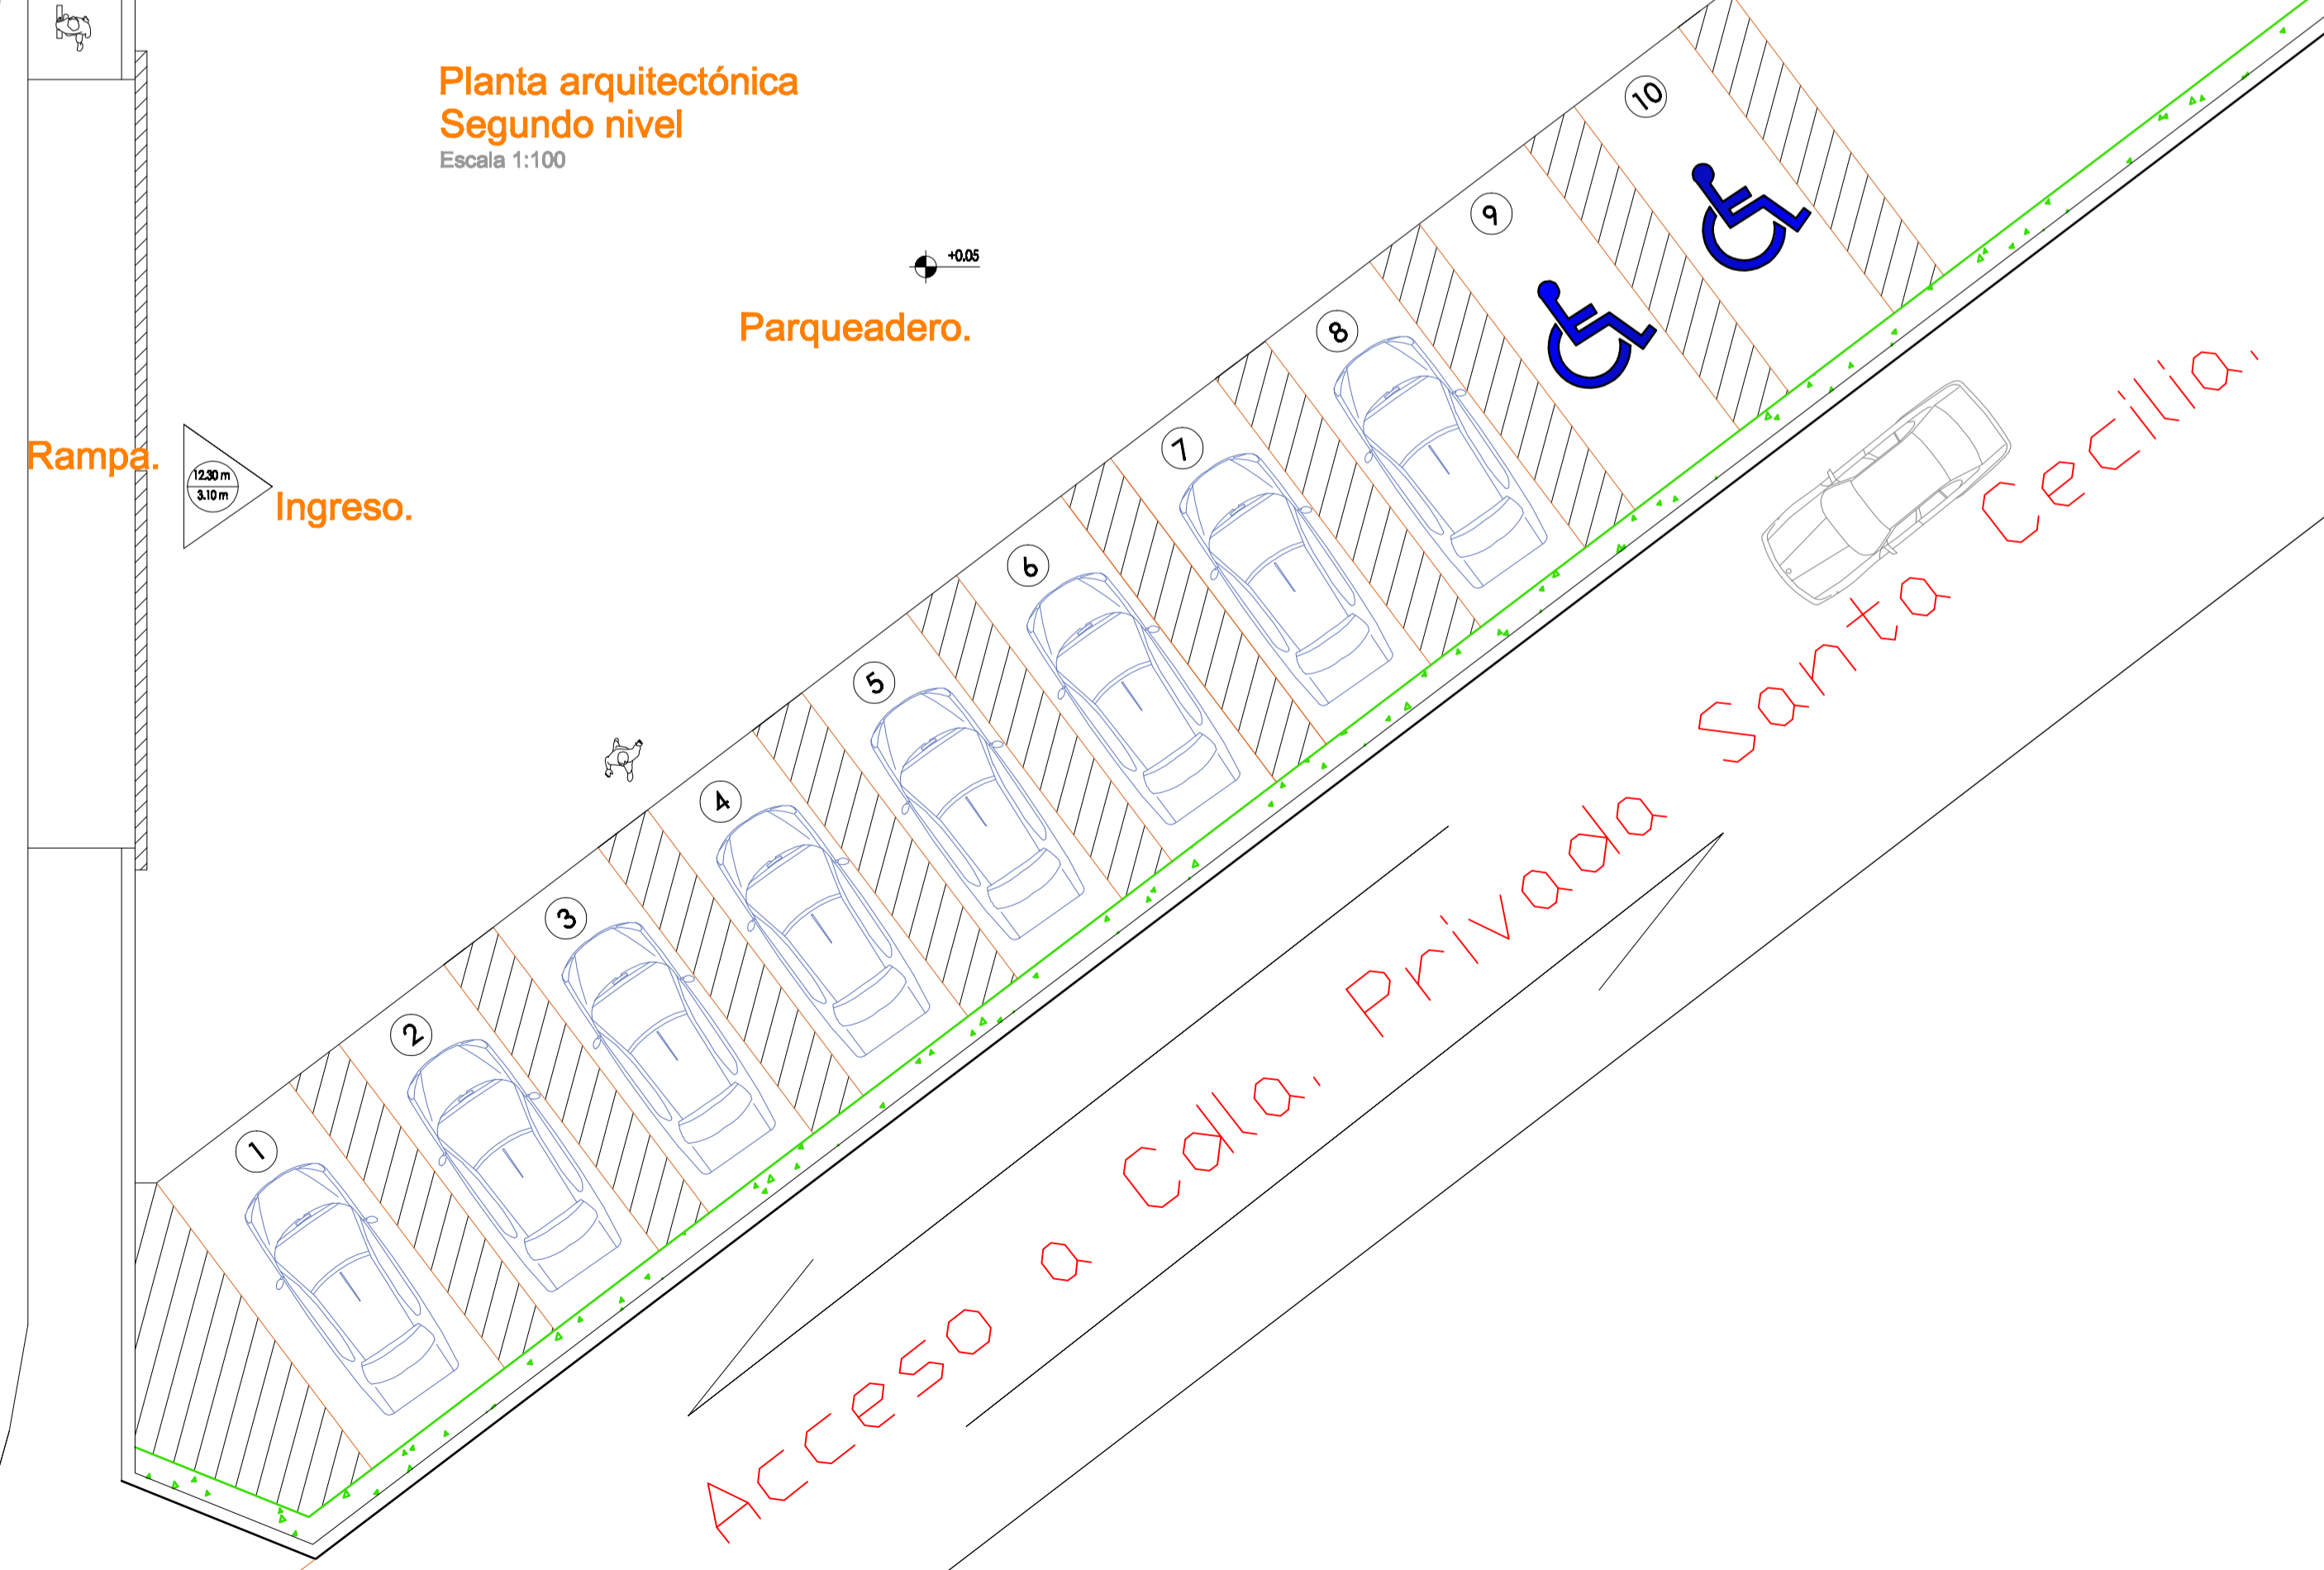 Planta arquitectónica
Segundo nivel
Escala 1:100
+0.05
Parqueadero.
Rampa.
12.30 m
3.10 m
Ingreso.
10
9
8
7
6
5
4
3
2
1
Acceso a Calla, Privada Santa Cecilia,